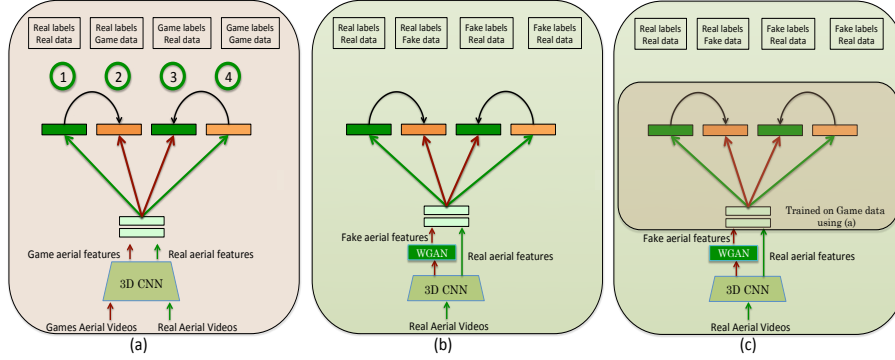 Real labels
Real data
Real labels
Game data
Game labels
Real data
Game labels
Game data
1
2
3
4
Game aerial features
Real aerial features
3D CNN
Games Aerial Videos
Real Aerial Videos
(a)
Real labels
Real data
Real labels
Fake data
Fake labels
Real data
Fake labels
Real data
Fake aerial features
WGAN
Real aerial features
3D CNN
Real Aerial Videos
(b)
Real labels
Real data
Real labels
Fake data
Fake labels
Real data
Fake labels
Real data
Trained on Game data
using (a)
Fake aerial features
WGAN
Real aerial features
3D CNN
Real Aerial Videos
(c)